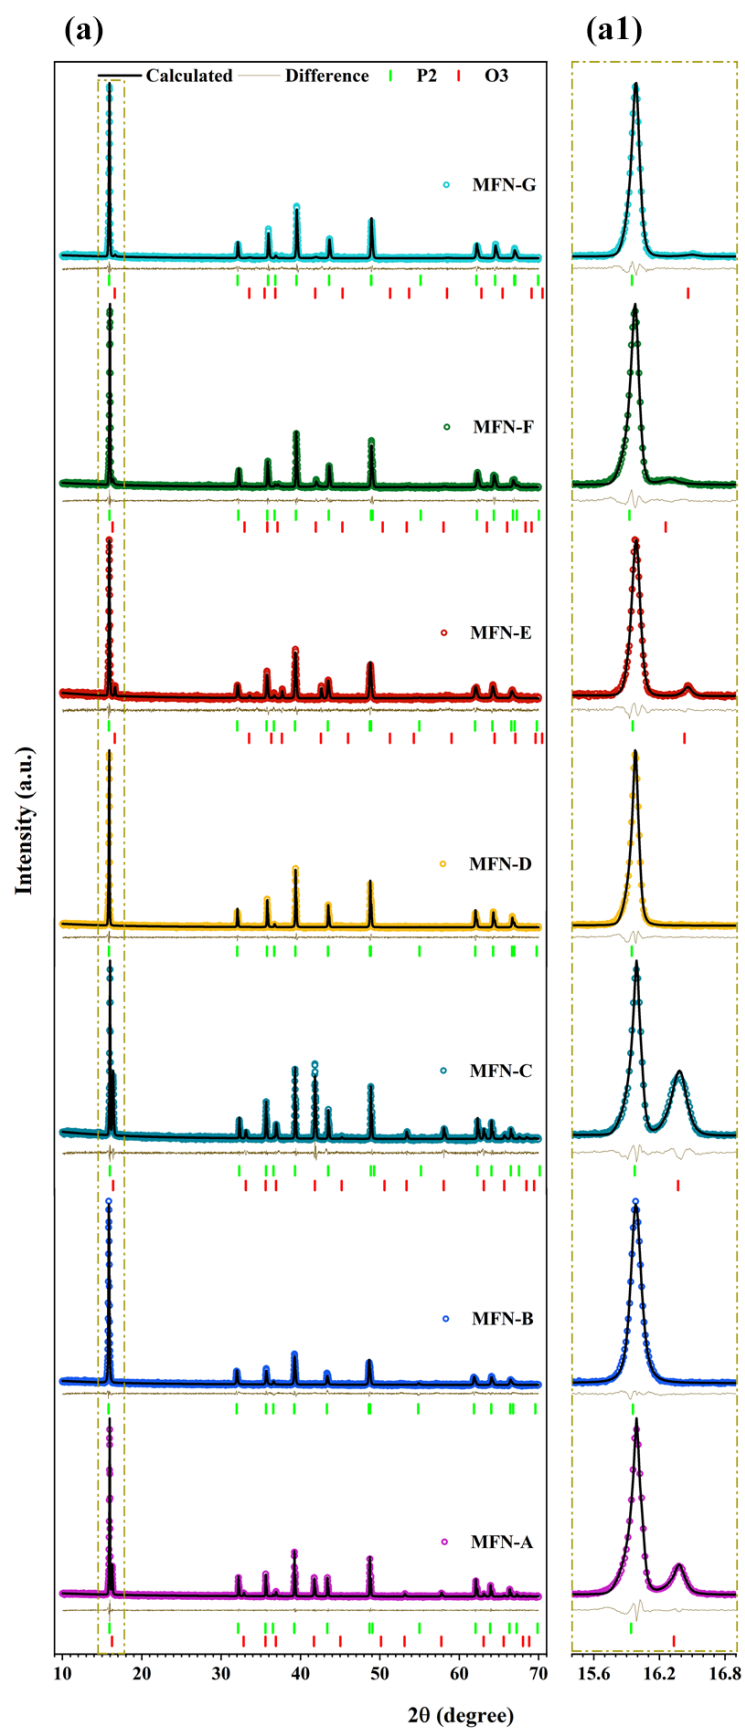 (a) (a1)
Calculated Difference P2 O3
MFN-G
MFN-F
MFN-E
MFN-D
MFN-C
MFN-B
MFN-A
Intensity (a.u.)
10 20 30 40 50 60 70 15.6 16.2 16.8
2θ (degree)